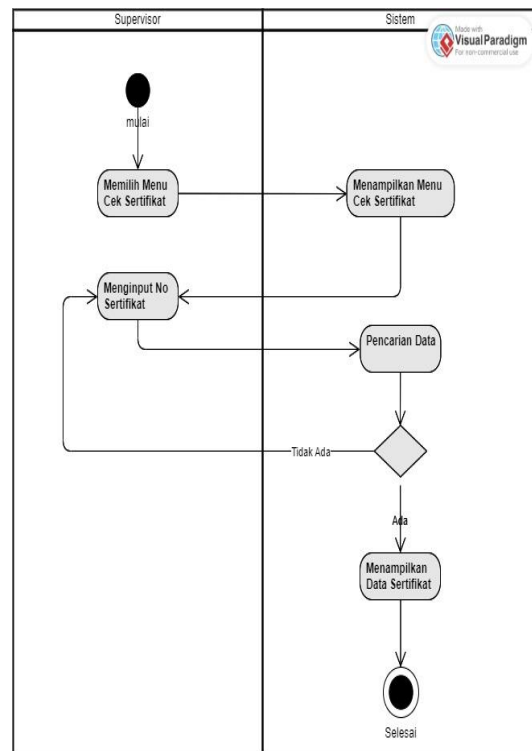 Supervisor
Sistem
Made with
Visual Paradigm
For non-commercial use
mulai
Memilih Menu
Cek Sertifikat
Menampilkan Menu
Cek Sertifikat
Menginput No
Sertifikat
Pencarian Data
Tidak Ada
Ada
Menampilkan
Data Sertifikat
Selesai